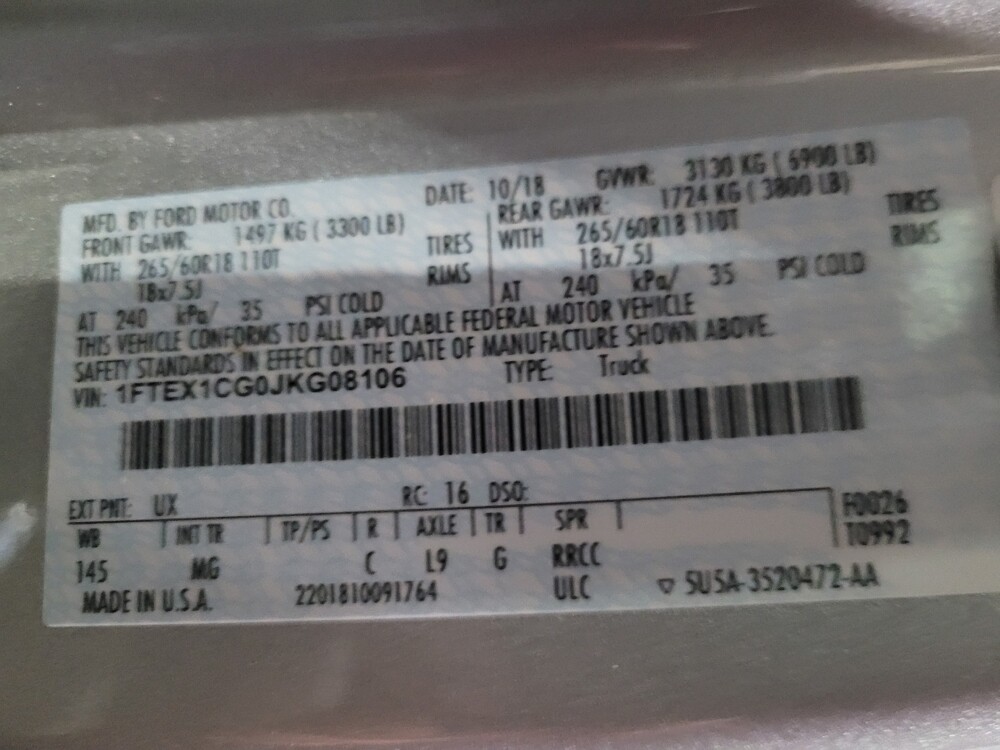 MFD. BY FORD MOTOR CO. DATE: 10/18 GVWR: 3130 KG ( 6900 LB)
FRONT GAWR: 1497 KG ( 3300 LB) REAR GAWR: 1724 KG ( 3800 LB)
WITH 265/60R18 110T TIRES WITH 265/60R18 110T TIRES
18x7.5J RIMS 18x7.5J RIMS
AT 240 kPa/ 35 PSI COLD AT 240 kPa/ 35 PSI COLD
THIS VEHICLE CONFORMS TO ALL APPLICABLE FEDERAL MOTOR VEHICLE
SAFETY STANDARDS IN EFFECT ON THE DATE OF MANUFACTURE SHOWN ABOVE.
VIN: 1FTEX1CG0JKG08106 TYPE: Truck
EXT PNT: UX RC: 16 DSO:
WB INT TR TP/PS R AXLE TR SPR F0026
145 MG C L9 G RRCC T0992
MADE IN U.S.A. 2201810091764 ULC ▽ 5U5A-3520472-AA